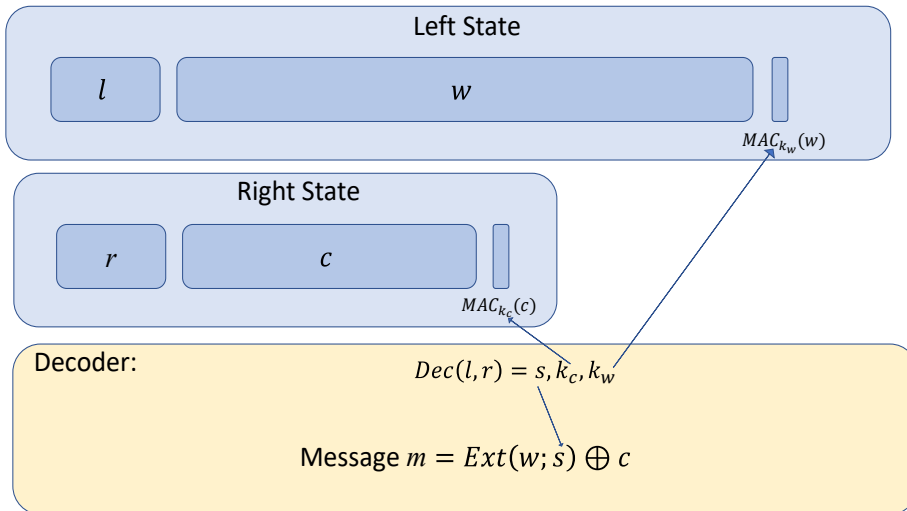 Left State
l
w
MAC_{k_w}(w)
Right State
r
c
MAC_{k_c}(c)
Decoder:
Dec(l, r) = s, k_c, k_w
Message m = Ext(w; s) ⊕ c